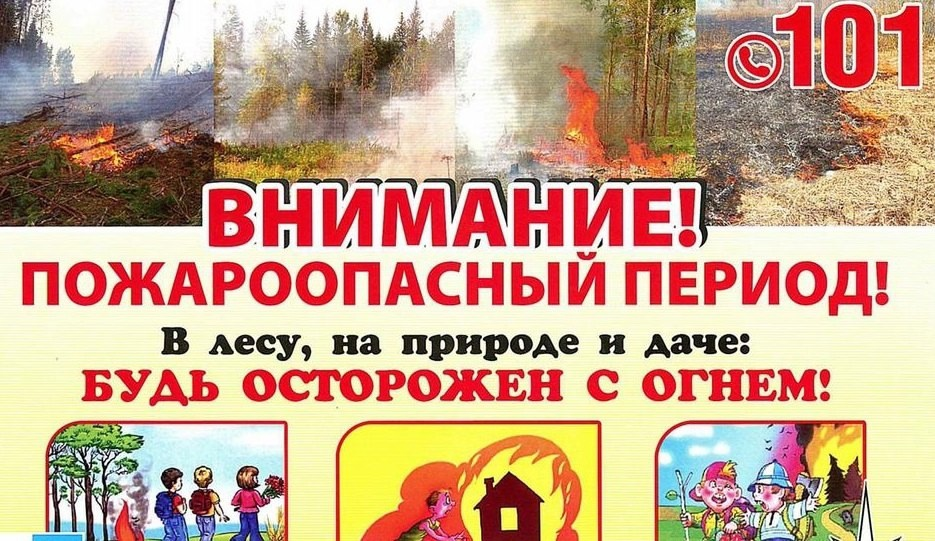 101
ВНИМАНИЕ!
ПОЖАРООПАСНЫЙ ПЕРИОД!
В лесу, на природе и даче:
БУДЬ ОСТОРОЖЕН С ОГНЕМ!